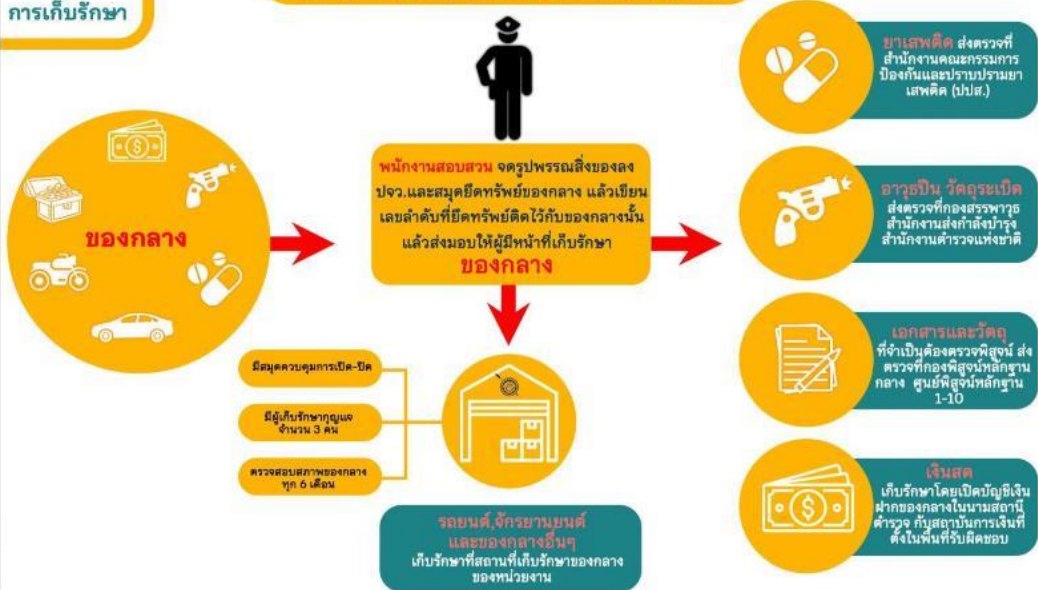 การเก็บรักษา
ของกลาง
พนักงานสอบสวน จดรูปพรรณสิ่งของลง
ปจว.และสมุดยึดทรัพย์ของกลาง แล้วเขียน
เลขลำดับที่ยึดทรัพย์ติดไว้กับของกลางนั้น
แล้วส่งมอบให้ผู้มีหน้าที่เก็บรักษา
ของกลาง
มีสมุดควบคุมการเปิด-ปิด
มีผู้เก็บรักษากุญแจ
จำนวน 3 คน
ตรวจสอบสภาพของกลาง
ทุก 6 เดือน
รถยนต์,จักรยานยนต์
และของกลางอื่นๆ
เก็บรักษาที่สถานที่เก็บรักษาของกลาง
ของหน่วยงาน
ยาเสพติด ส่งตรวจที่
สำนักงานคณะกรรมการ
ป้องกันและปราบปรามยา
เสพติด (ปปส.)
อาวุธปืน วัตถุระเบิด
ส่งตรวจที่กองสรรพาวุธ
สำนักงานส่งกำลังบำรุง
สำนักงานตำรวจแห่งชาติ
เอกสารและวัตถุ
ที่จำเป็นต้องตรวจพิสูจน์ ส่ง
ตรวจที่กองพิสูจน์หลักฐาน
กลาง ศูนย์พิสูจน์หลักฐาน
1-10
เงินสด
เก็บรักษาโดยเปิดบัญชีเงิน
ฝากของกลางในนามสถานี
ตำรวจ กับสถาบันการเงินที่
ตั้งในพื้นที่รับผิดชอบ